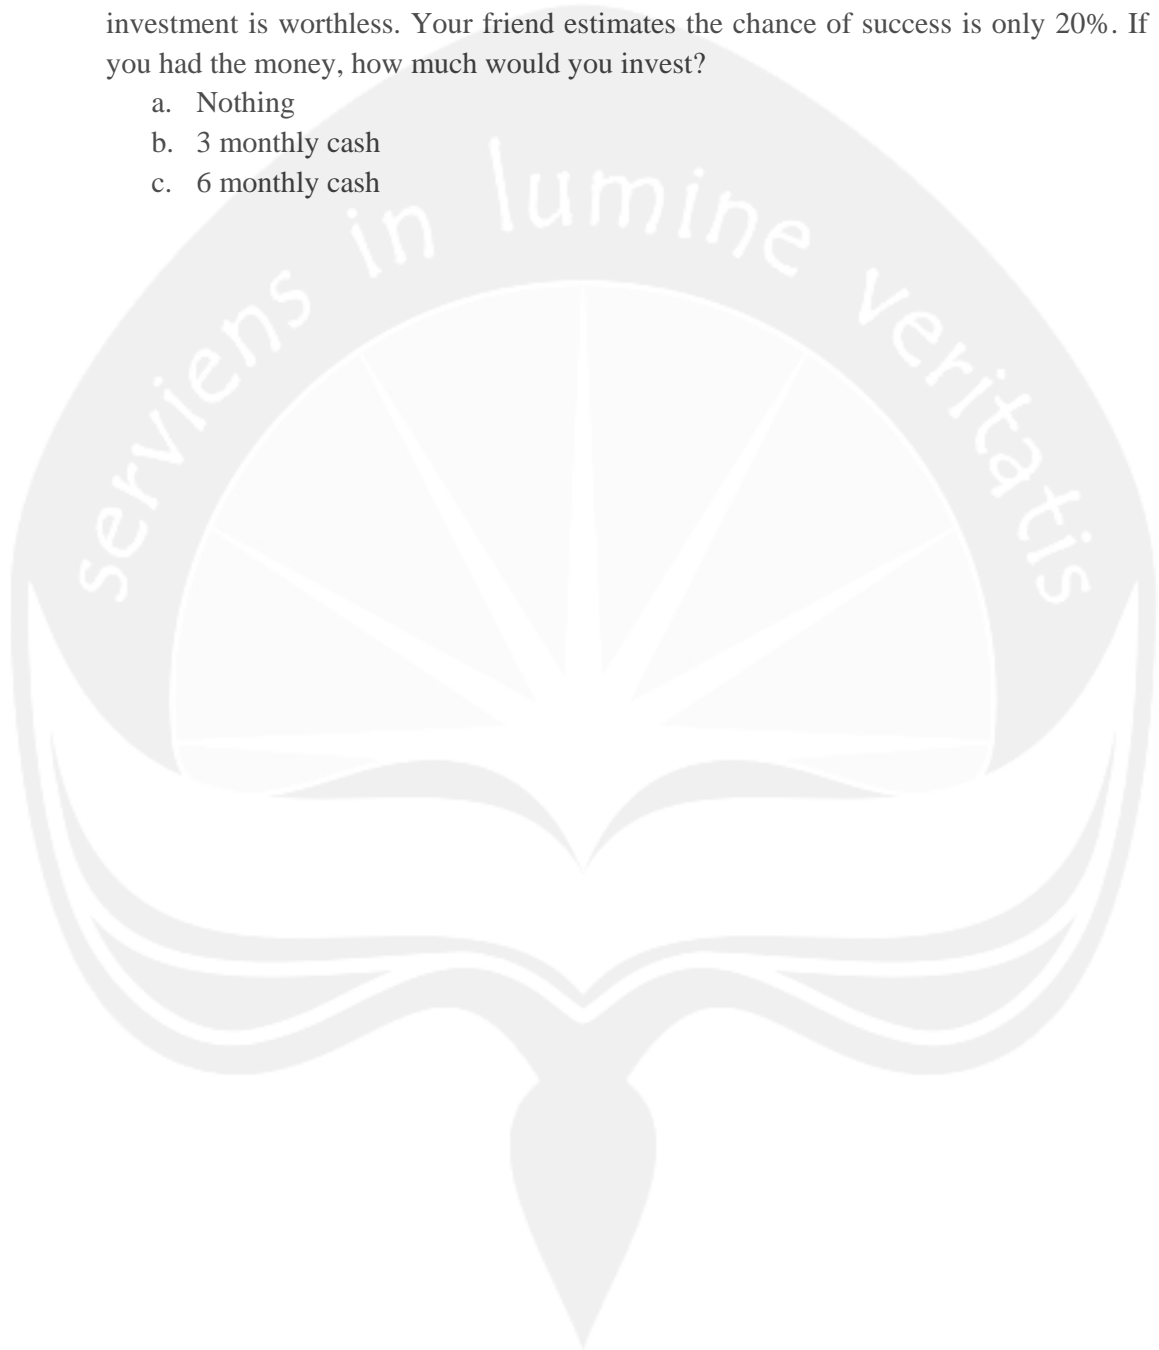 investment is worthless. Your friend estimates the chance of success is only 20%. If
you had the money, how much would you invest?
a. Nothing
b. 3 monthly cash
c. 6 monthly cash
serviens in lumine veritatis